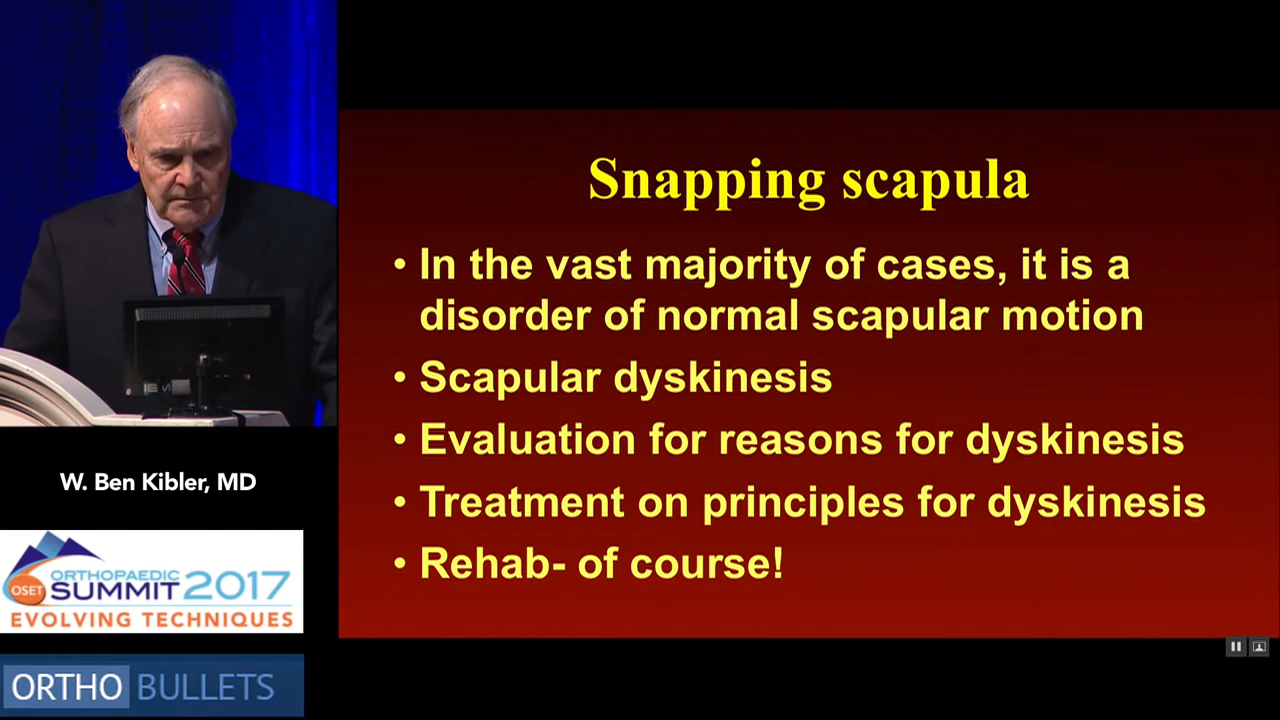 Snapping scapula
• In the vast majority of cases, it is a
disorder of normal scapular motion
• Scapular dyskinesis
• Evaluation for reasons for dyskinesis
• Treatment on principles for dyskinesis
• Rehab- of course!
W. Ben Kibler, MD
OSET
ORTHOPAEDIC
SUMMIT 2017
EVOLVING TECHNIQUES
ORTHO BULLETS